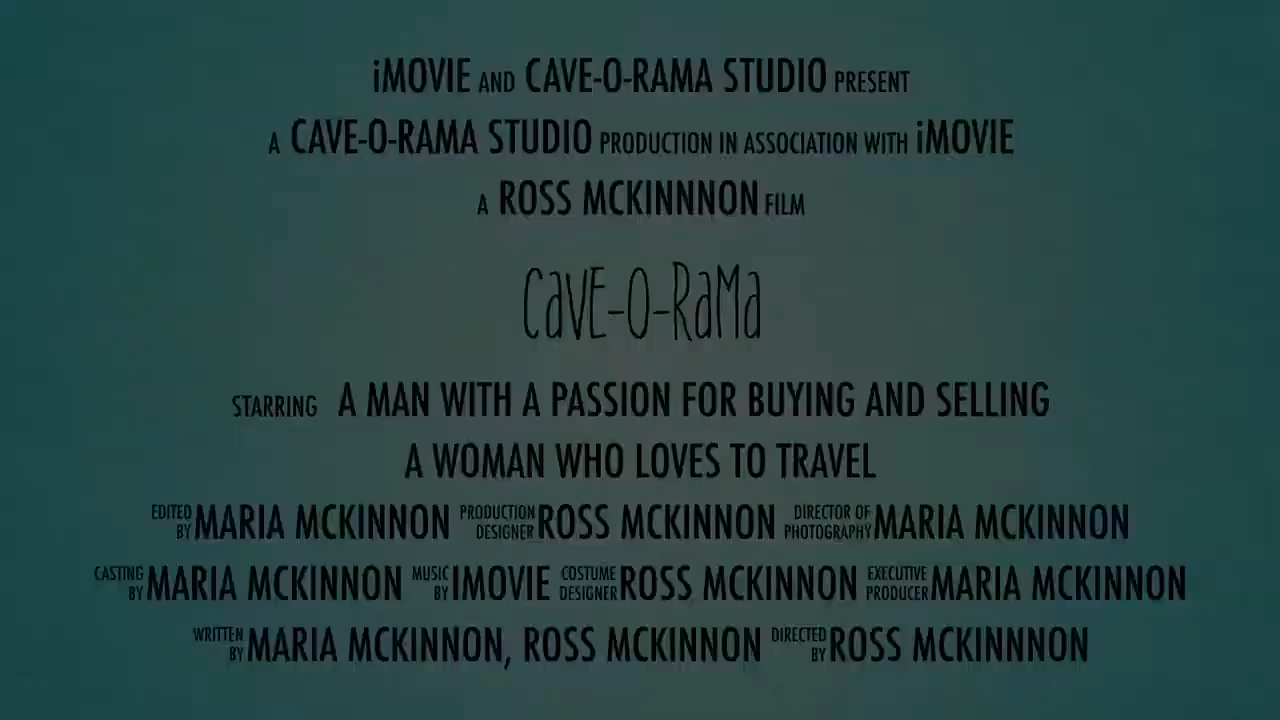 iMOVIE AND CAVE-O-RAMA STUDIO PRESENT
A CAVE-O-RAMA STUDIO PRODUCTION IN ASSOCIATION WITH iMOVIE
A ROSS MCKINNNON FILM
CaVE-O-RaMa
STARRING A MAN WITH A PASSION FOR BUYING AND SELLING
A WOMAN WHO LOVES TO TRAVEL
EDITED BY MARIA MCKINNON PRODUCTION DESIGNER ROSS MCKINNON DIRECTOR OF PHOTOGRAPHY MARIA MCKINNON
CASTING BY MARIA MCKINNON MUSIC BY IMOVIE COSTUME DESIGNER ROSS MCKINNON EXECUTIVE PRODUCER MARIA MCKINNON
WRITTEN BY MARIA MCKINNON, ROSS MCKINNON DIRECTED BY ROSS MCKINNNON